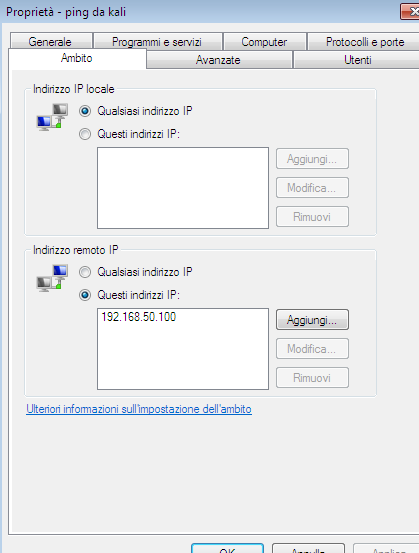 Proprietà - ping da kali
Generale
Programmi e servizi
Computer
Protocolli e porte
Ambito
Avanzate
Utenti
Indirizzo IP locale
Qualsiasi indirizzo IP
Questi indirizzi IP:
Aggiungi...
Modifica...
Rimuovi
Indirizzo remoto IP
Qualsiasi indirizzo IP
Questi indirizzi IP:
192.168.50.100
Aggiungi...
Modifica...
Rimuovi
Ulteriori informazioni sull'impostazione dell'ambito
OK
Annulla
Applica